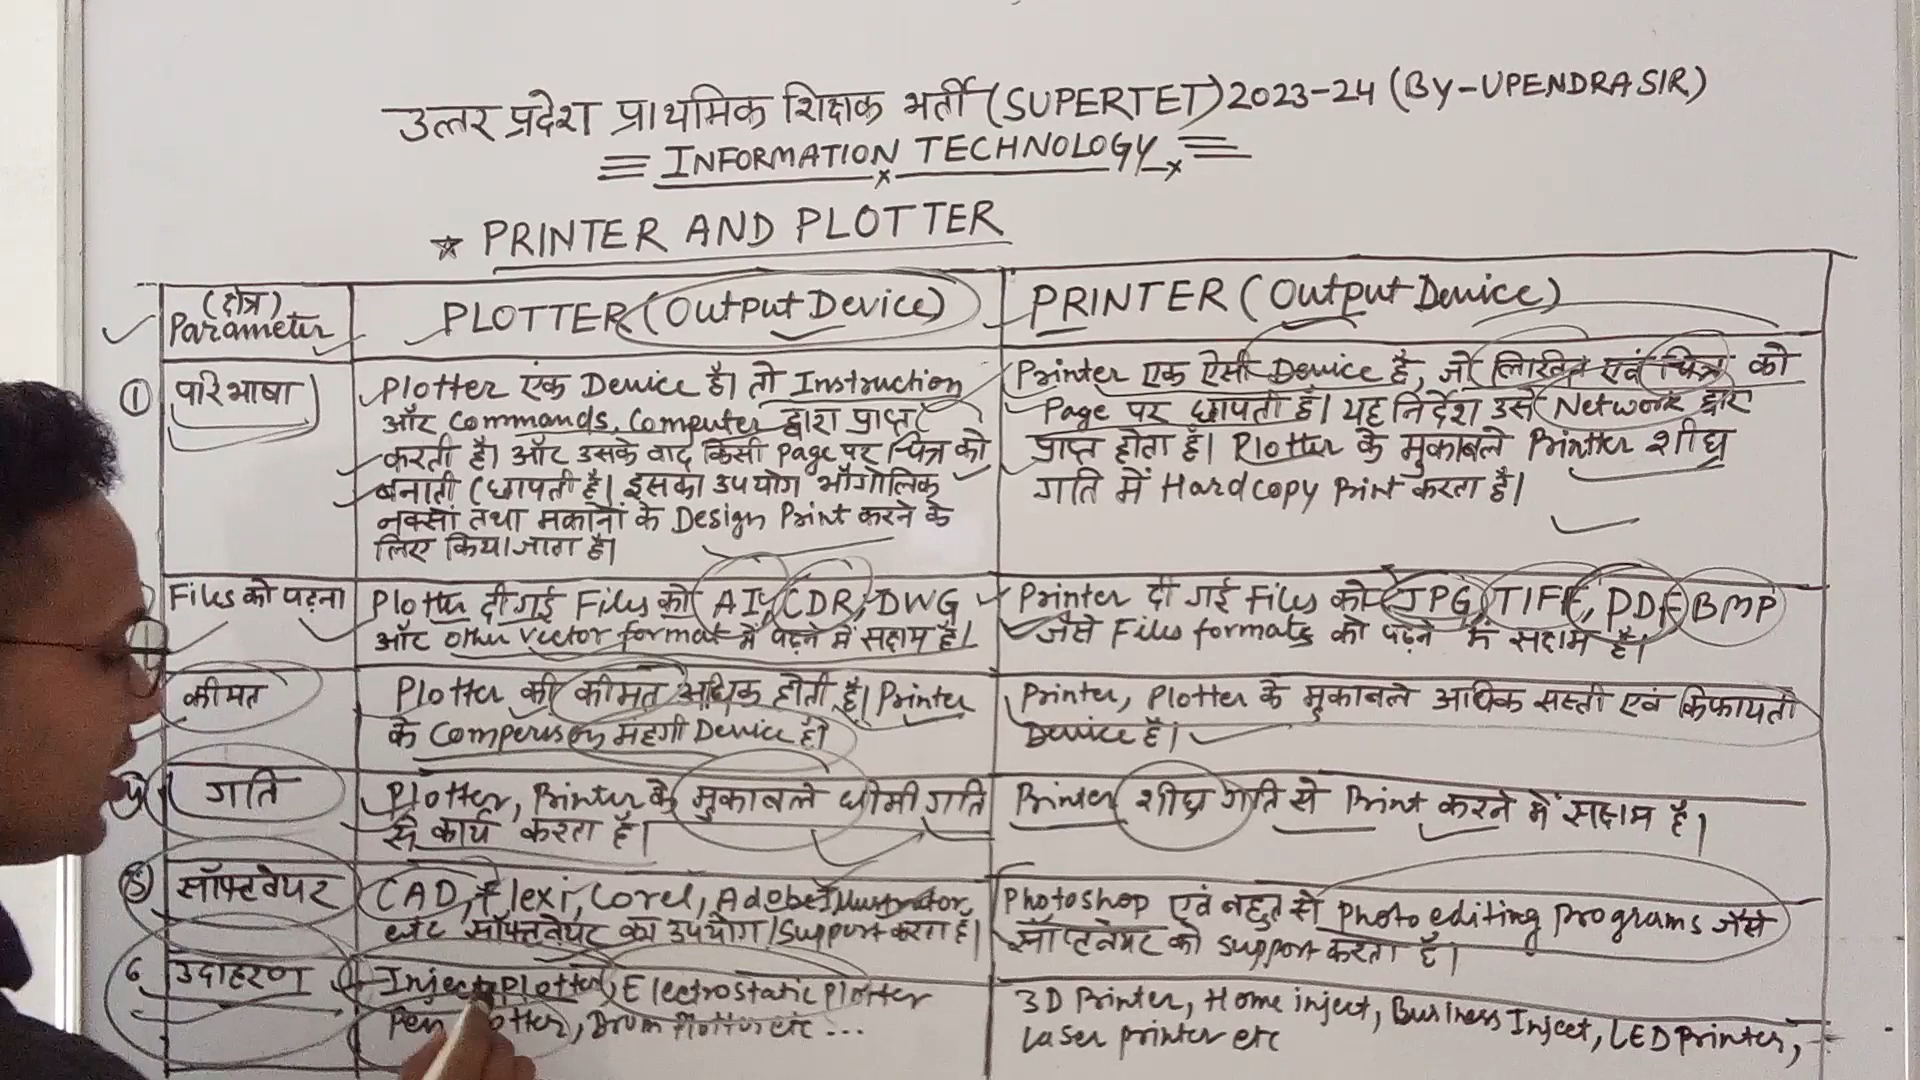 उत्तर प्रदेश प्राथमिक शिक्षक भर्ती (SUPERTET) 2023-24 (BY-UPENDRA SIR)
INFORMATION TECHNOLOGY
PRINTER AND PLOTTER
(क्षेत्र)
Parameter
PLOTTER (Output Device)
PRINTER (Output Device)
① परिभाषा
Plotter एक Device है। जो Instruction
और Commands, Computer द्वारा प्राप्त
करती है। और उसके बाद किसी Page पर चित्र को
बनाती (छापती है। इसका उपयोग भौगोलिक
नक्सों तथा मकानों के Design Print करने के
लिए किया जाता है।
Printer एक ऐसी Device है, जो लिखित एवं चित्र को
Page पर छापती है। यह निर्देश उसे Network द्वारा
प्राप्त होता है। Plotter के मुकाबले Printter शीघ्र
गति में Hard copy Print करता है।
Files को पढ़ना
Plotter दी गई Files को AI, CDR, DWG
और other vector format में पढ़ने में सक्षम है।
Printer दी गई Files को JPG, TIFF, PDF BMP
जैसे Files formats को पढ़ने में सक्षम है।
कीमत
Plotter की कीमत अधिक होती है। Printer
के Comperison मंहगी Device है।
Printer, Plotter के मुकाबले अधिक सस्ती एवं किफायती
Device है।
गति
Plotter, Printer के मुकाबले धीमी गति
से कार्य करता है।
Printer शीघ्र गति से Print करने में सक्षम है।
⑤ सॉफ्टवेयर
CAD, Flexi, Corel, Adobe Illustrator,
etc सॉफ्टवेयर का उपयोग/Support करता है।
Photoshop एवं बहुत से Photo editing programs जैसे
सॉफ्टवेयर को support करता है।
6 उदाहरण
Inject Plotter, Electrostatic Plotter
Pen Plotter, Drum Plotter etc ...
3D Printer, Home inject, Business Inject, LED Printer,
Laser printer etc